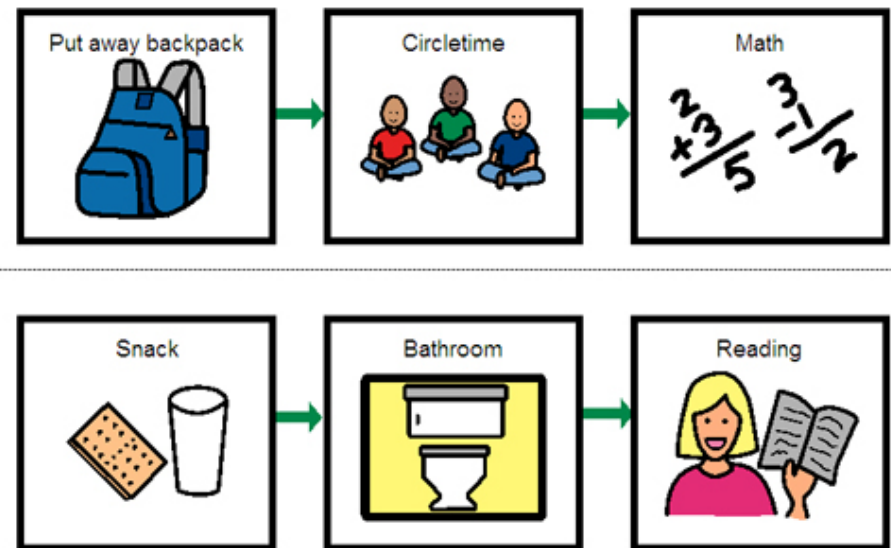 Put away backpack
Circletime
Math
2
+3
5
3
-1
2
Snack
Bathroom
Reading